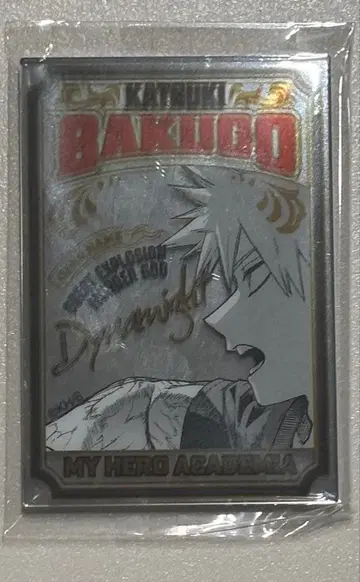 KATSUKI
BAKUGO
HERO NAME
GREAT EXPLOSION
MURDER GOD
Dynamight
MY HERO ACADEMIA